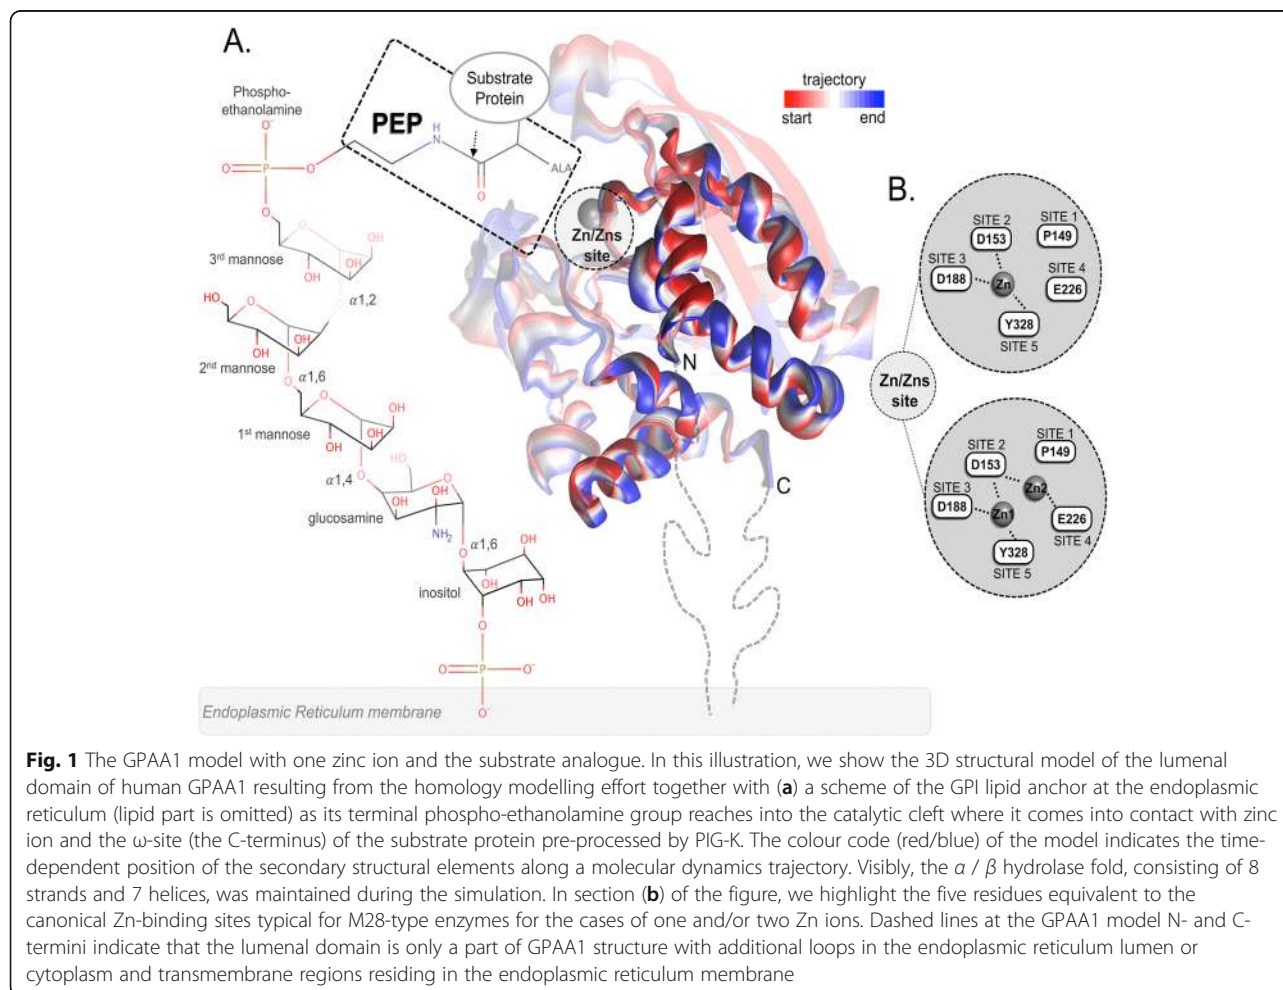 A.
Phospho-
ethanolamine
O⁻
O
P
O
O
PEP
H
N
O
Substrate
Protein
ALA
Zn/Zns
site
trajectory
start
end
O
OH
OH
OH
3rd mannose
O
α1,2
HO
O
OH
OH
OH
2nd mannose
O
α1,6
O
OH
OH
OH
1st mannose
O
α1,4
HO
O
OH
OH
glucosamine
NH₂
O
α1,6
OH
OH
OH
OH
OH
inositol
O
O
P
O⁻
O⁻
Endoplasmic Reticulum membrane
N
C
B.
SITE 1
P149
SITE 2
D153
SITE 3
D188
SITE 4
E226
Zn
Y328
SITE 5
Zn/Zns
site
SITE 1
P149
SITE 2
D153
SITE 3
D188
Zn2
Zn1
E226
SITE 4
Y328
SITE 5
Fig. 1 The GPAA1 model with one zinc ion and the substrate analogue. In this illustration, we show the 3D structural model of the lumenal
domain of human GPAA1 resulting from the homology modelling effort together with (a) a scheme of the GPI lipid anchor at the endoplasmic
reticulum (lipid part is omitted) as its terminal phospho-ethanolamine group reaches into the catalytic cleft where it comes into contact with zinc
ion and the ω-site (the C-terminus) of the substrate protein pre-processed by PIG-K. The colour code (red/blue) of the model indicates the time-
dependent position of the secondary structural elements along a molecular dynamics trajectory. Visibly, the α / β hydrolase fold, consisting of 8
strands and 7 helices, was maintained during the simulation. In section (b) of the figure, we highlight the five residues equivalent to the
canonical Zn-binding sites typical for M28-type enzymes for the cases of one and/or two Zn ions. Dashed lines at the GPAA1 model N- and C-
termini indicate that the lumenal domain is only a part of GPAA1 structure with additional loops in the endoplasmic reticulum lumen or
cytoplasm and transmembrane regions residing in the endoplasmic reticulum membrane